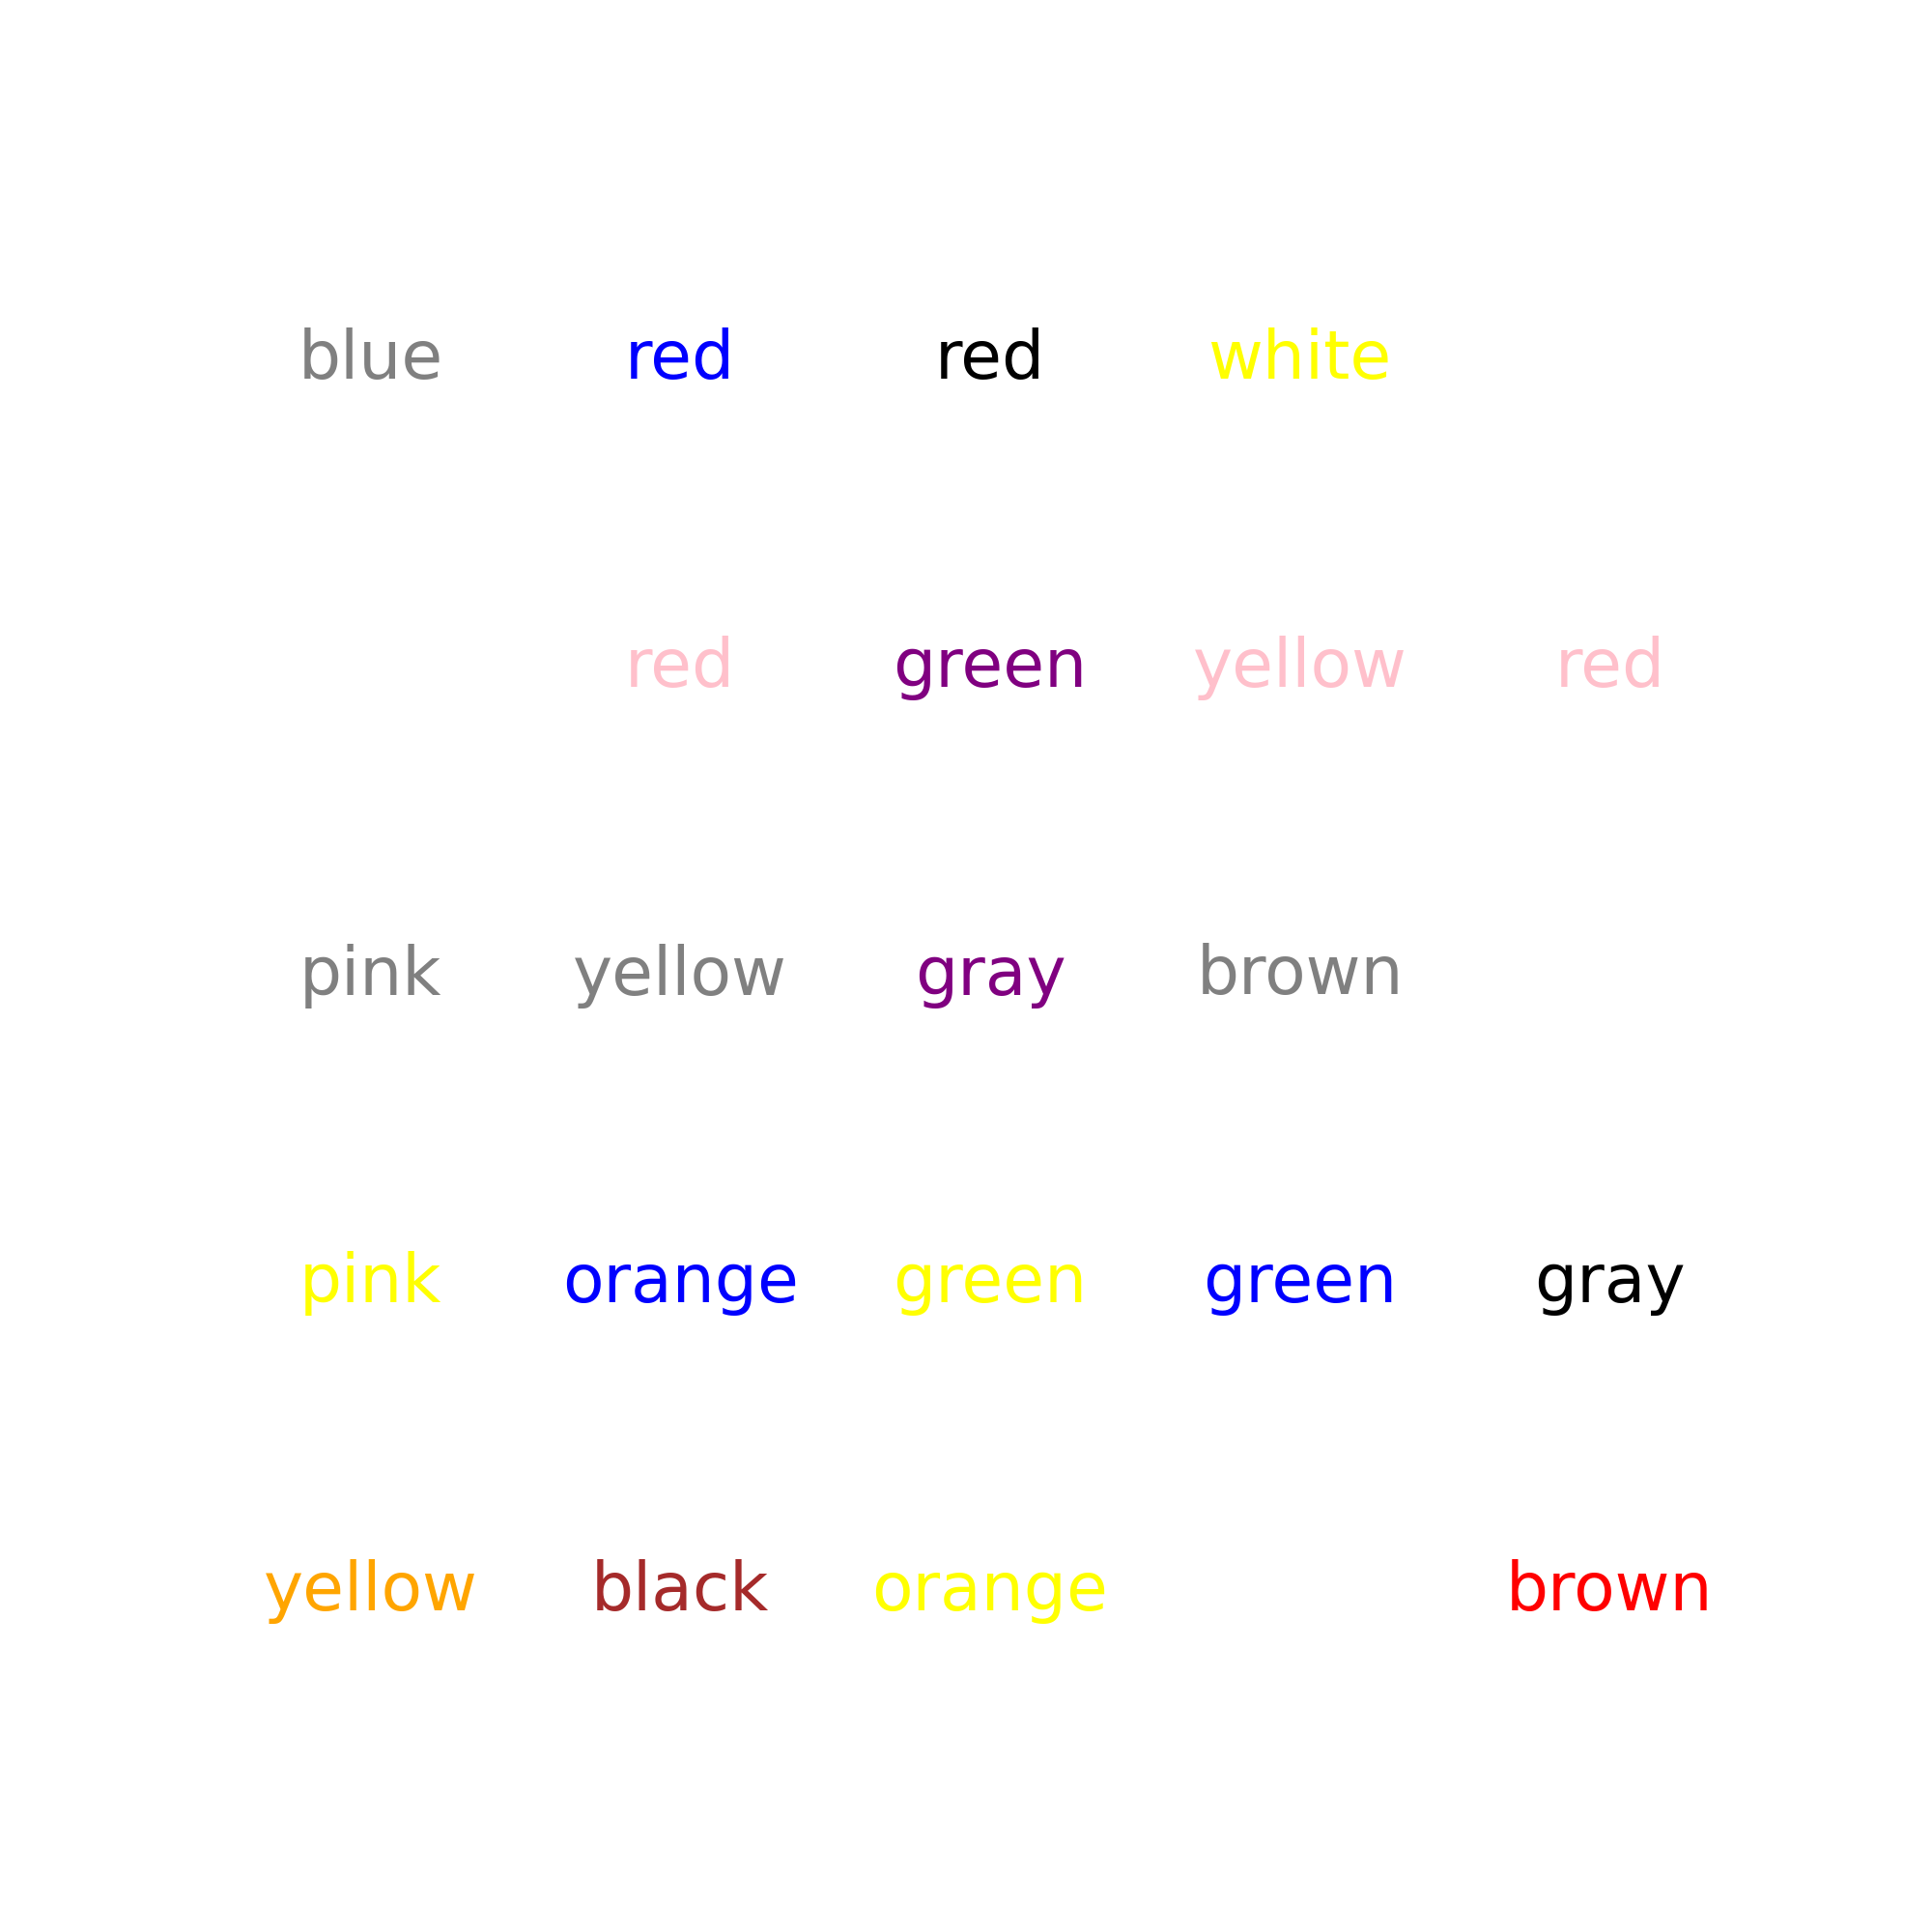 blue red red white
red green yellow red
pink yellow gray brown
pink orange green green gray
yellow black orange brown